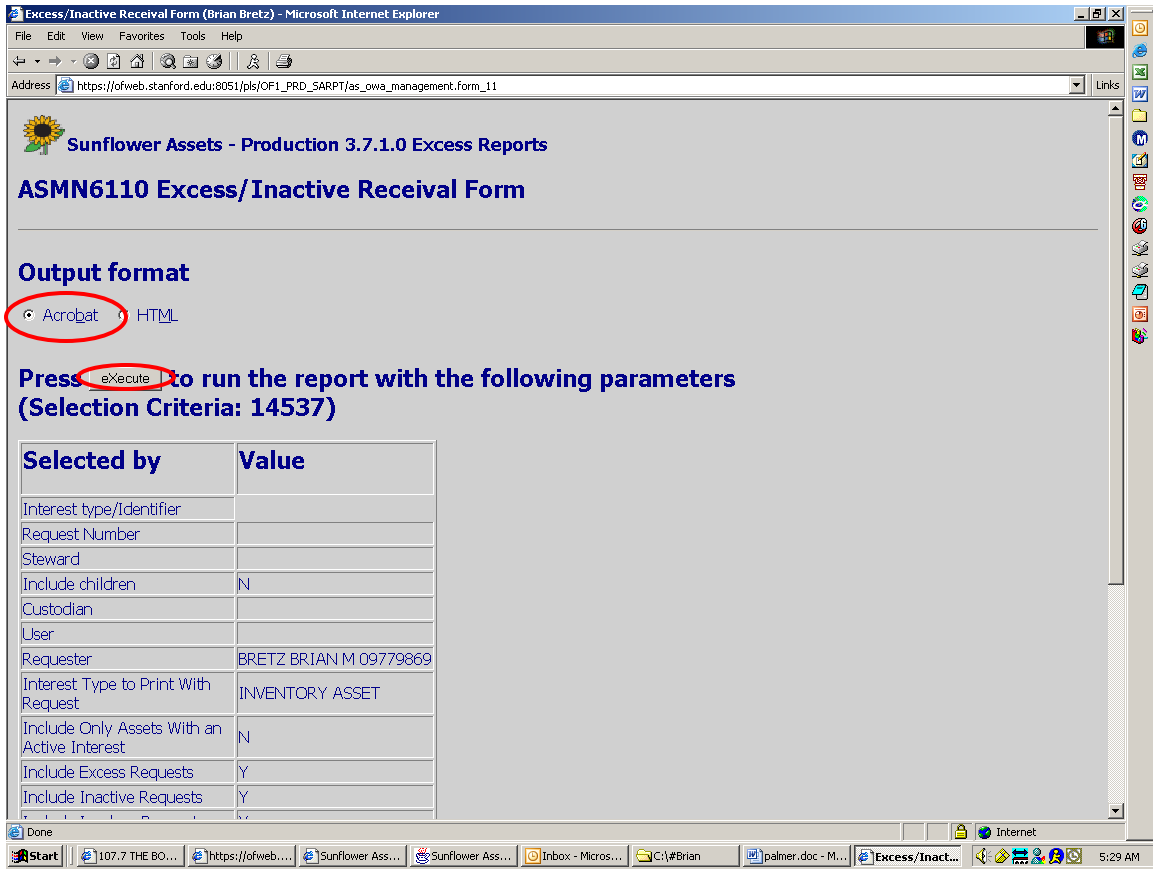 Excess/Inactive Receival Form (Brian Bretz) - Microsoft Internet Explorer
File Edit View Favorites Tools Help
Address https://ofweb.stanford.edu:8051/pls/OF1_PRD_SARPT/as_owa_management.form_11 Links
Sunflower Assets - Production 3.7.1.0 Excess Reports
ASMN6110 Excess/Inactive Receival Form
Output format
Acrobat HTML
Press eXecute to run the report with the following parameters
(Selection Criteria: 14537)
Selected by Value
Interest type/Identifier
Request Number
Steward
Include children N
Custodian
User
Requester BRETZ BRIAN M 09779869
Interest Type to Print With
Request
INVENTORY ASSET
Include Only Assets With an
Active Interest
N
Include Excess Requests Y
Include Inactive Requests Y
Done Internet
Start 107.7 THE BO... https://ofweb.... Sunflower Ass... Sunflower Ass... Inbox - Micros... C:\#Brian palmer.doc - M... Excess/Inact... 5:29 AM